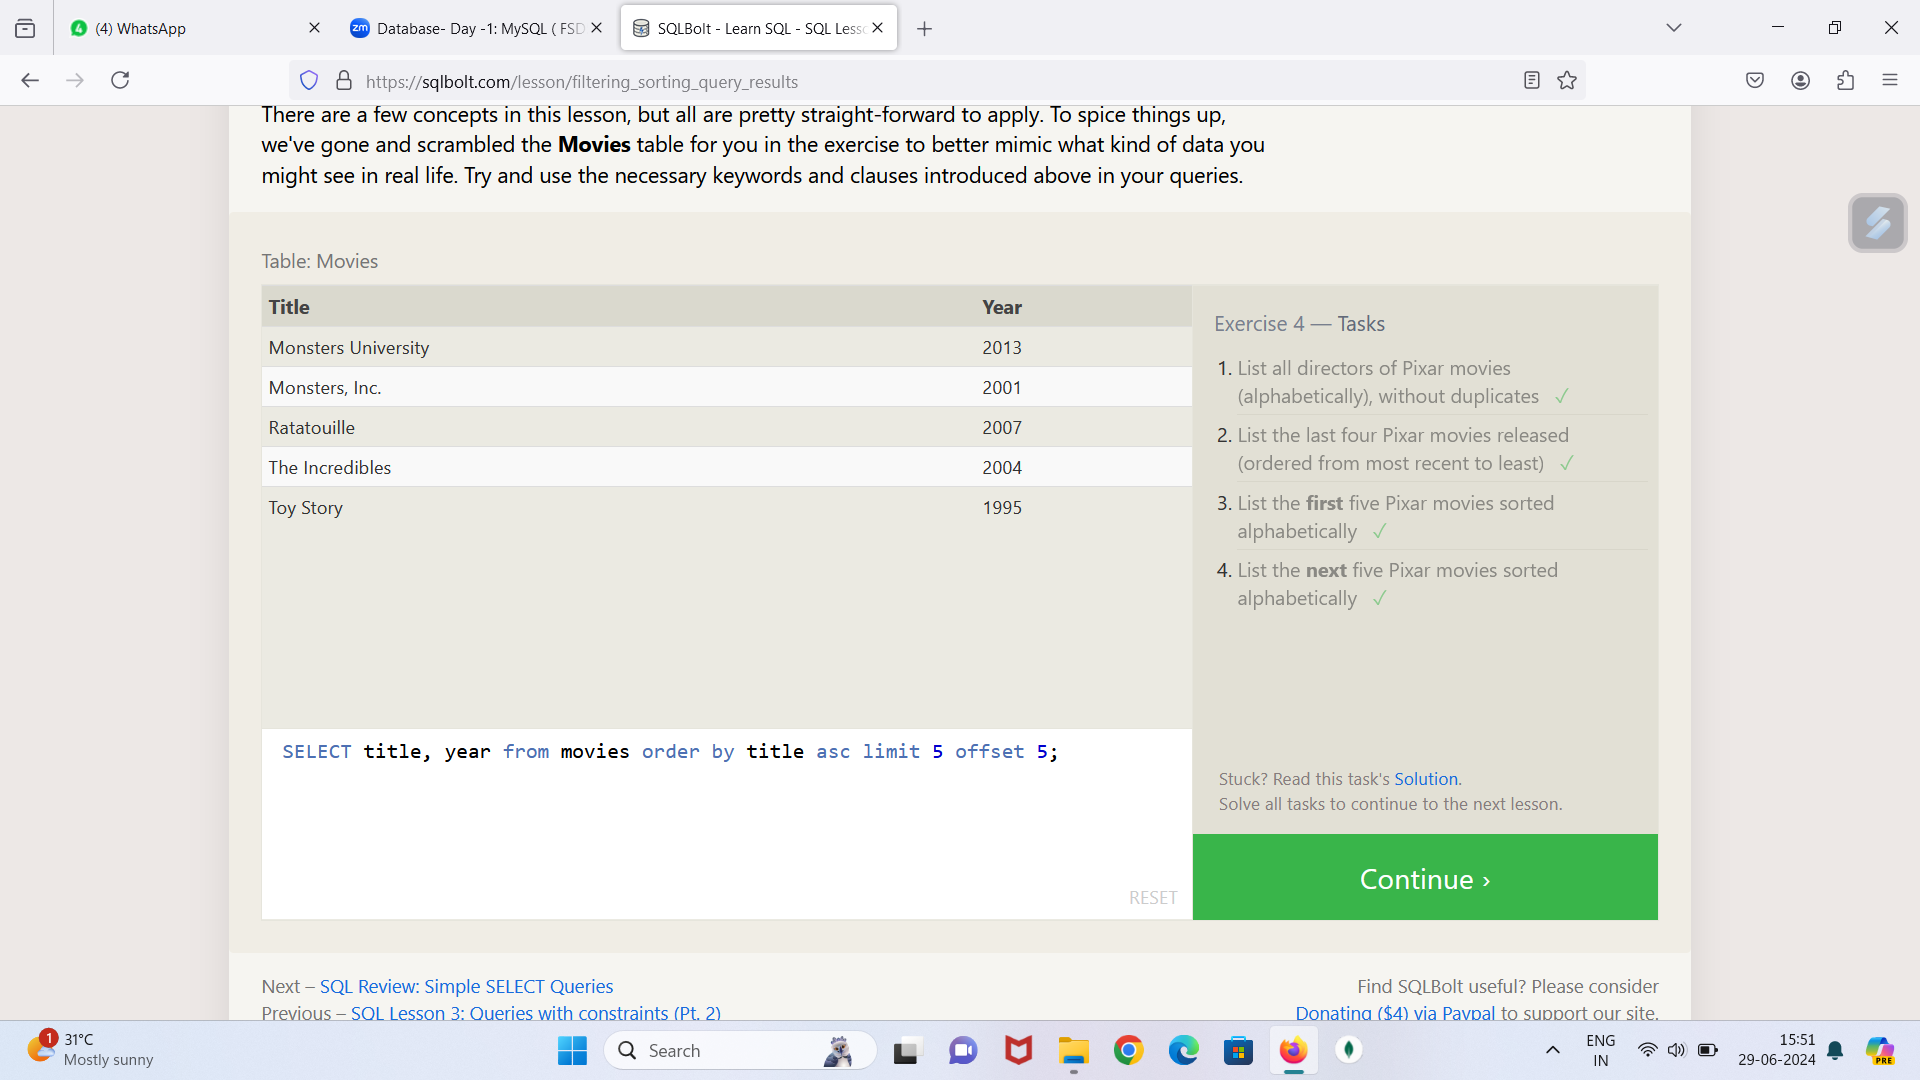 (4) WhatsApp
Database- Day -1: MySQL ( FSD
SQLBolt - Learn SQL - SQL Less
https://sqlbolt.com/lesson/filtering_sorting_query_results
There are a few concepts in this lesson, but all are pretty straight-forward to apply. To spice things up,
we've gone and scrambled the Movies table for you in the exercise to better mimic what kind of data you
might see in real life. Try and use the necessary keywords and clauses introduced above in your queries.
Table: Movies
Title Year
Monsters University 2013
Monsters, Inc. 2001
Ratatouille 2007
The Incredibles 2004
Toy Story 1995
SELECT title, year from movies order by title asc limit 5 offset 5;
RESET
Exercise 4 — Tasks
1. List all directors of Pixar movies
(alphabetically), without duplicates ✓
2. List the last four Pixar movies released
(ordered from most recent to least) ✓
3. List the first five Pixar movies sorted
alphabetically ✓
4. List the next five Pixar movies sorted
alphabetically ✓
Stuck? Read this task's Solution.
Solve all tasks to continue to the next lesson.
Continue ›
Next – SQL Review: Simple SELECT Queries
Previous – SQL Lesson 3: Queries with constraints (Pt. 2)
Find SQLBolt useful? Please consider
Donating ($4) via Paypal to support our site.
1
31°C
Mostly sunny
Search
zm
ENG
IN
15:51
29-06-2024
PRE